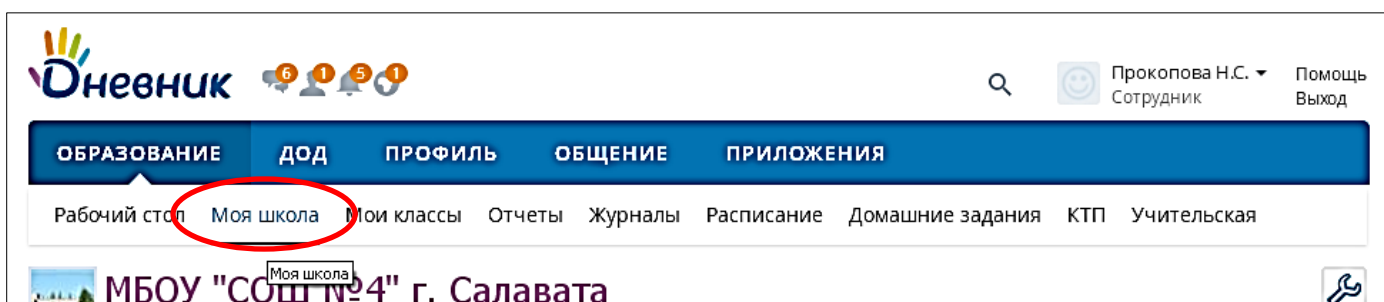 Дневник 6 1 5 1
Прокопова Н.С. Помощь
Сотрудник Выход
ОБРАЗОВАНИЕ ДОД ПРОФИЛЬ ОБЩЕНИЕ ПРИЛОЖЕНИЯ
Рабочий стол Моя школа Мои классы Отчеты Журналы Расписание Домашние задания КТП Учительская
Моя школа
МБОУ "СОШ №4" г. Салавата